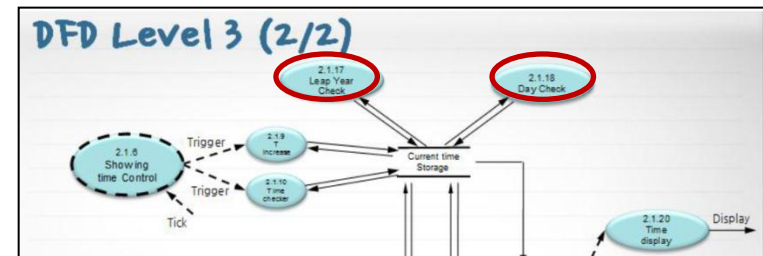 DFD Level 3 (2/2)
2.1.17
Leap Year
Check
2.1.18
Day Check
Trigger
2.1.9
T
increase
2.1.6
Showing
time Control
Current time
Storage
Trigger
2.1.10
Time
checker
Tick
2.1.20
Time
display
Display